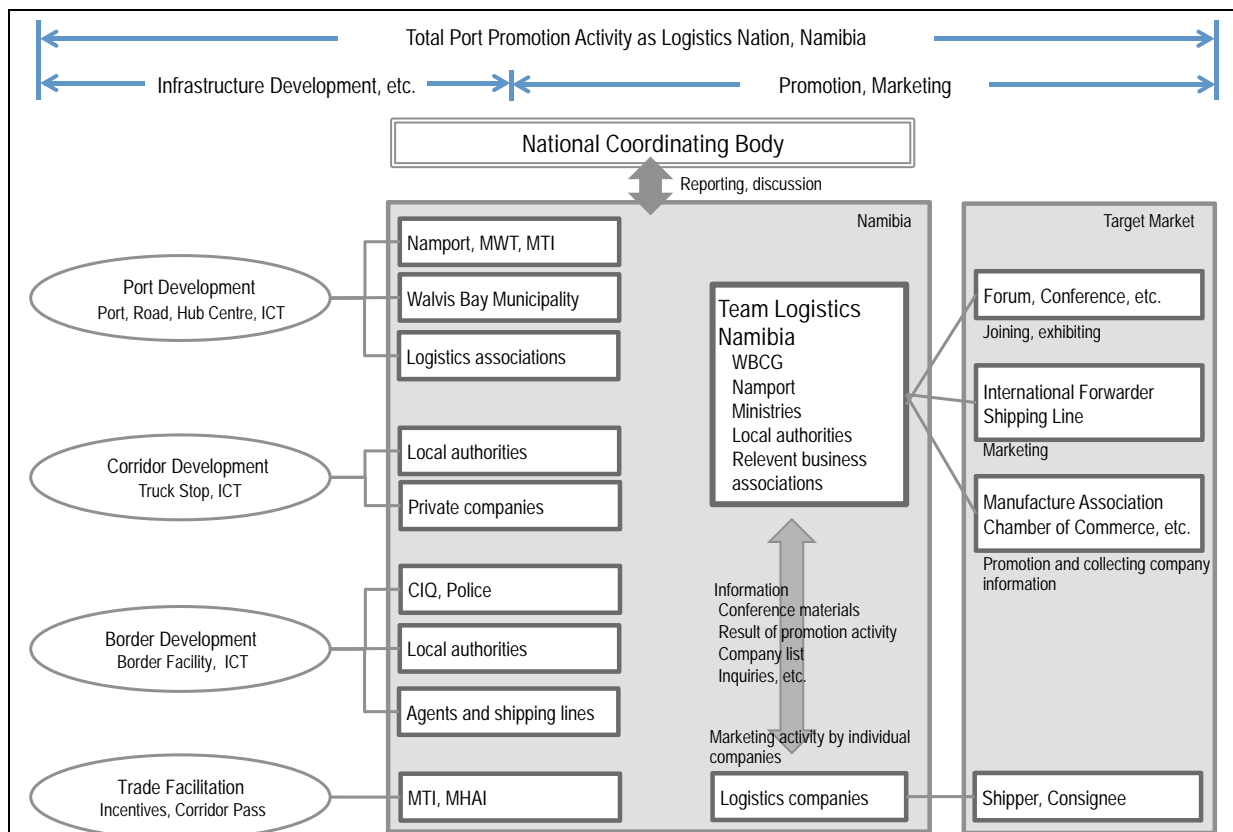 Total Port Promotion Activity as Logistics Nation, Namibia
Infrastructure Development, etc.
Promotion, Marketing
National Coordinating Body
Reporting, discussion
Namibia
Target Market
Port Development
Port, Road, Hub Centre, ICT
Namport, MWT, MTI
Walvis Bay Municipality
Logistics associations
Corridor Development
Truck Stop, ICT
Local authorities
Private companies
Border Development
Border Facility, ICT
CIQ, Police
Local authorities
Agents and shipping lines
Trade Facilitation
Incentives, Corridor Pass
MTI, MHAI
Team Logistics
Namibia
WBCG
Namport
Ministries
Local authorities
Relevent business
associations
Information
Conference materials
Result of promotion activity
Company list
Inquiries, etc.
Marketing activity by individual
companies
Logistics companies
Forum, Conference, etc.
Joining, exhibiting
International Forwarder
Shipping Line
Marketing
Manufacture Association
Chamber of Commerce, etc.
Promotion and collecting company
information
Shipper, Consignee